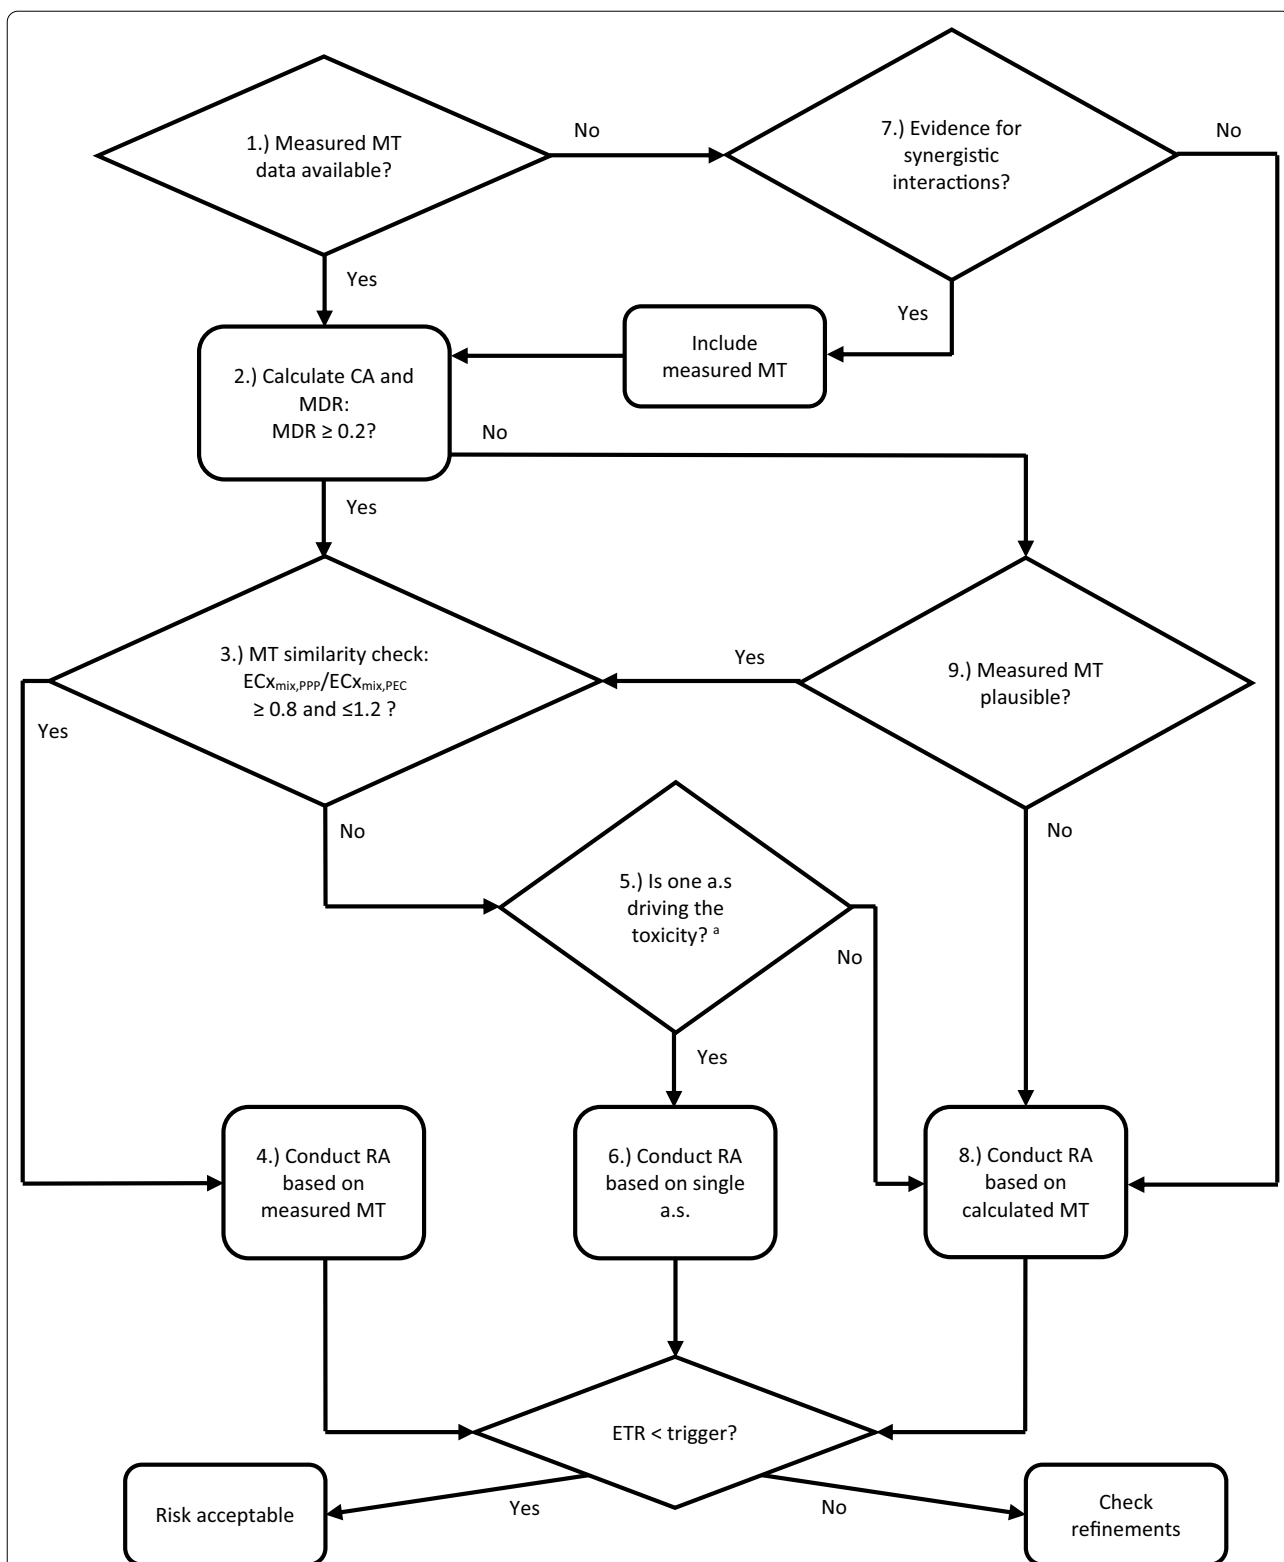 1.) Measured MT
data available?
No
7.) Evidence for
synergistic
interactions?
No
Yes
Yes
Include
measured MT
2.) Calculate CA and
MDR:
MDR ≥ 0.2?
No
Yes
3.) MT similarity check:
ECxmix,PPP/ECxmix,PEC
≥ 0.8 and ≤1.2 ?
Yes
9.) Measured MT
plausible?
Yes
No
No
5.) Is one a.s
driving the
toxicity? a
No
Yes
4.) Conduct RA
based on
measured MT
6.) Conduct RA
based on single
a.s.
8.) Conduct RA
based on
calculated MT
ETR < trigger?
Risk acceptable
Yes
No
Check
refinements